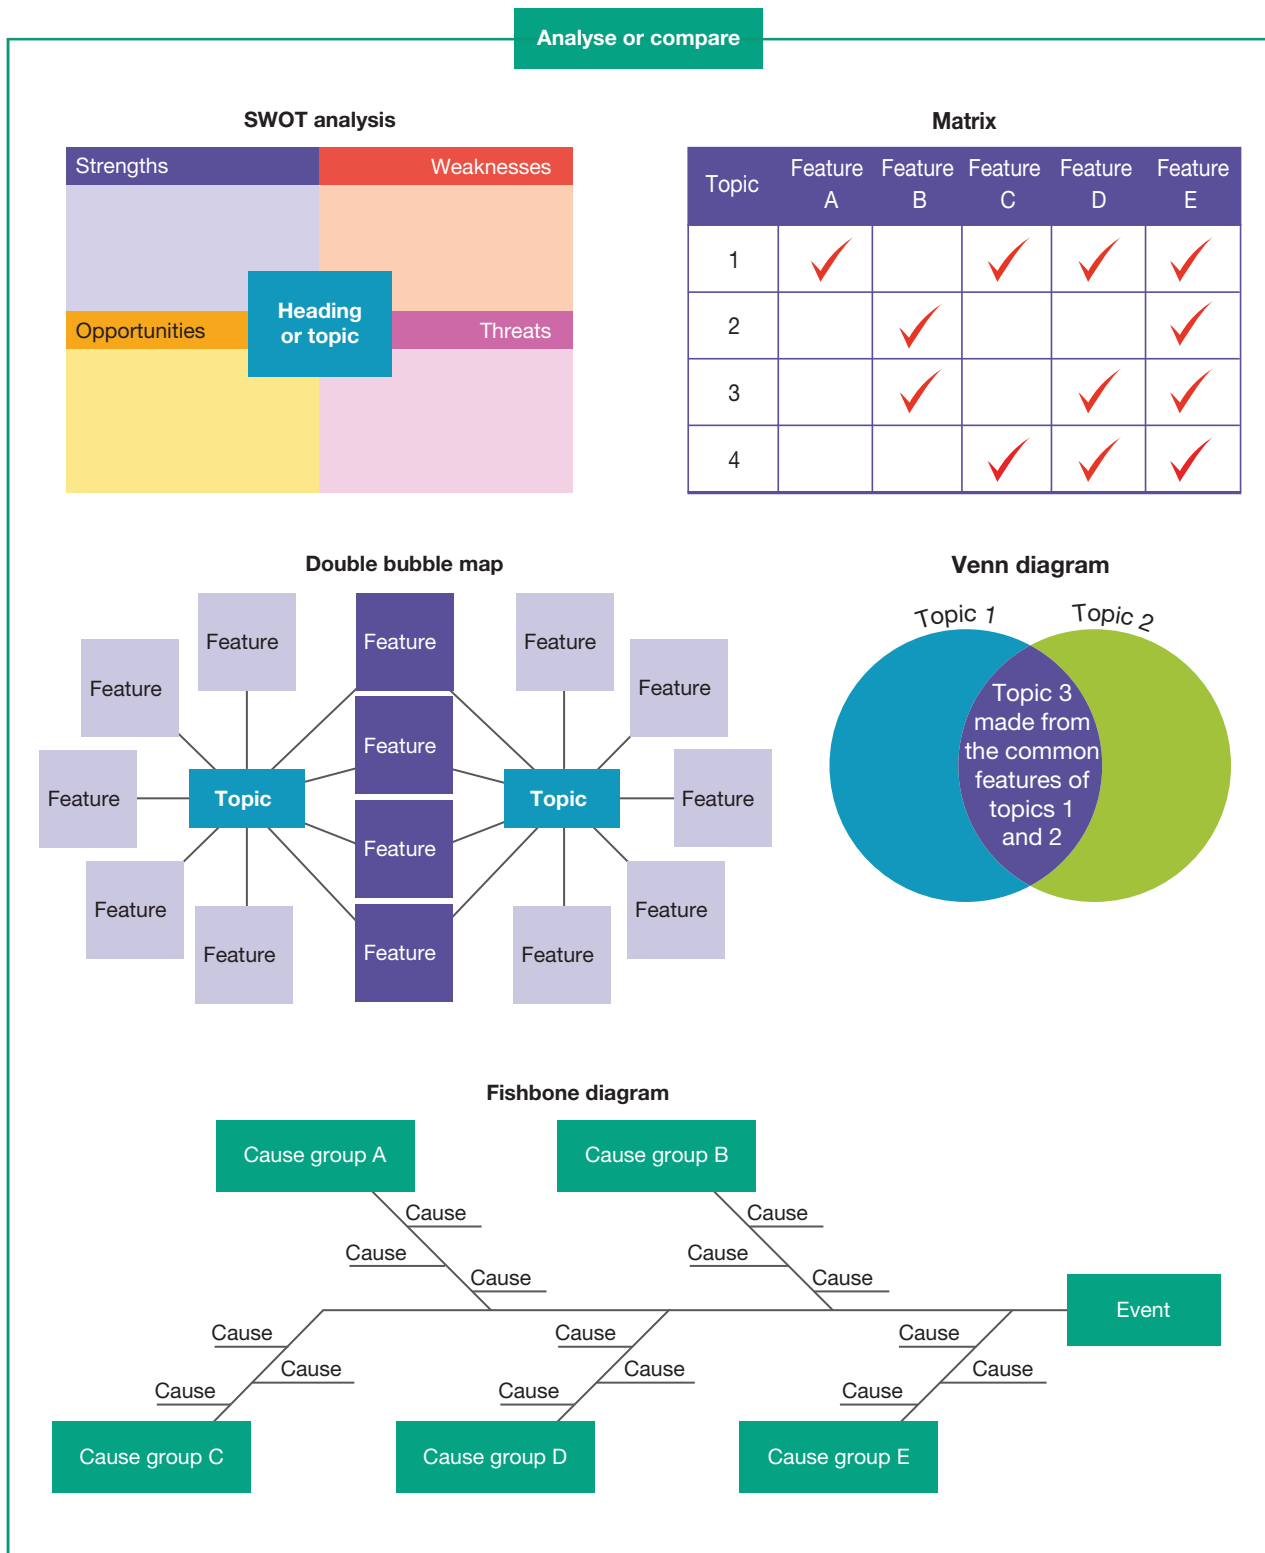 Analyse or compare
SWOT analysis
Strengths
Weaknesses
Heading
or topic
Opportunities
Threats
Matrix
Topic Feature A Feature B Feature C Feature D Feature E
1
2
3
4
Double bubble map
Feature
Feature
Feature
Feature
Feature
Topic
Feature
Feature
Feature
Feature
Topic
Feature
Feature
Feature
Feature
Feature
Venn diagram
Topic 1
Topic 2
Topic 3
made from
the common
features of
topics 1
and 2
Fishbone diagram
Cause group A
Cause
Cause
Cause
Cause group B
Cause
Cause
Cause
Event
Cause
Cause
Cause
Cause group C
Cause
Cause
Cause
Cause group D
Cause
Cause
Cause
Cause group E